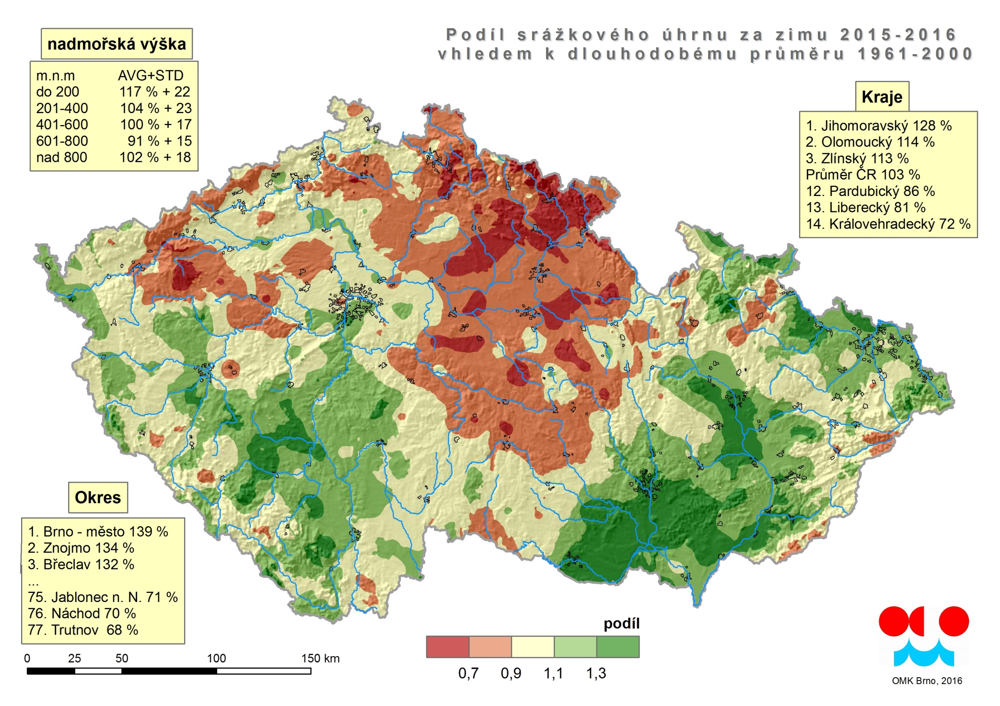 Podíl srážkového úhrnu za zimu 2015-2016
vhledem k dlouhodobému průměru 1961-2000
nadmořská výška
m.n.m AVG+STD
do 200 117 % + 22
201-400 104 % + 23
401-600 100 % + 17
601-800 91 % + 15
nad 800 102 % + 18
Kraje
1. Jihomoravský 128 %
2. Olomoucký 114 %
3. Zlínský 113 %
Průměr ČR 103 %
12. Pardubický 86 %
13. Liberecký 81 %
14. Královehradecký 72 %
Okres
1. Brno - město 139 %
2. Znojmo 134 %
3. Břeclav 132 %
...
75. Jablonec n. N. 71 %
76. Náchod 70 %
77. Trutnov 68 %
0 25 50 100 150 km
podíl
0,7 0,9 1,1 1,3
OMK Brno, 2016